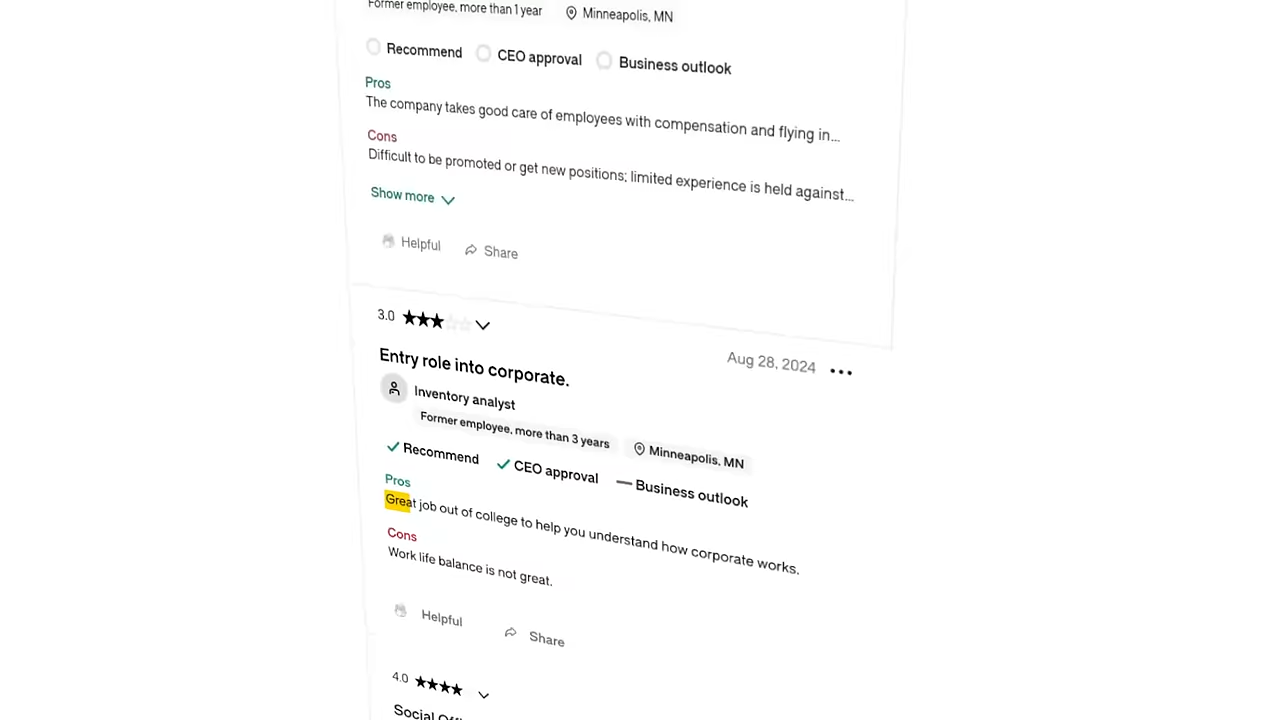 Former employee, more than 1 year Minneapolis, MN
Recommend CEO approval Business outlook
Pros
The company takes good care of employees with compensation and flying in...
Cons
Difficult to be promoted or get new positions; limited experience is held against...
Show more
Helpful Share
3.0
Aug 28, 2024
Entry role into corporate.
Inventory analyst
Former employee, more than 3 years Minneapolis, MN
Recommend CEO approval Business outlook
Pros
Great job out of college to help you understand how corporate works.
Cons
Work life balance is not great.
Helpful Share
4.0
Social